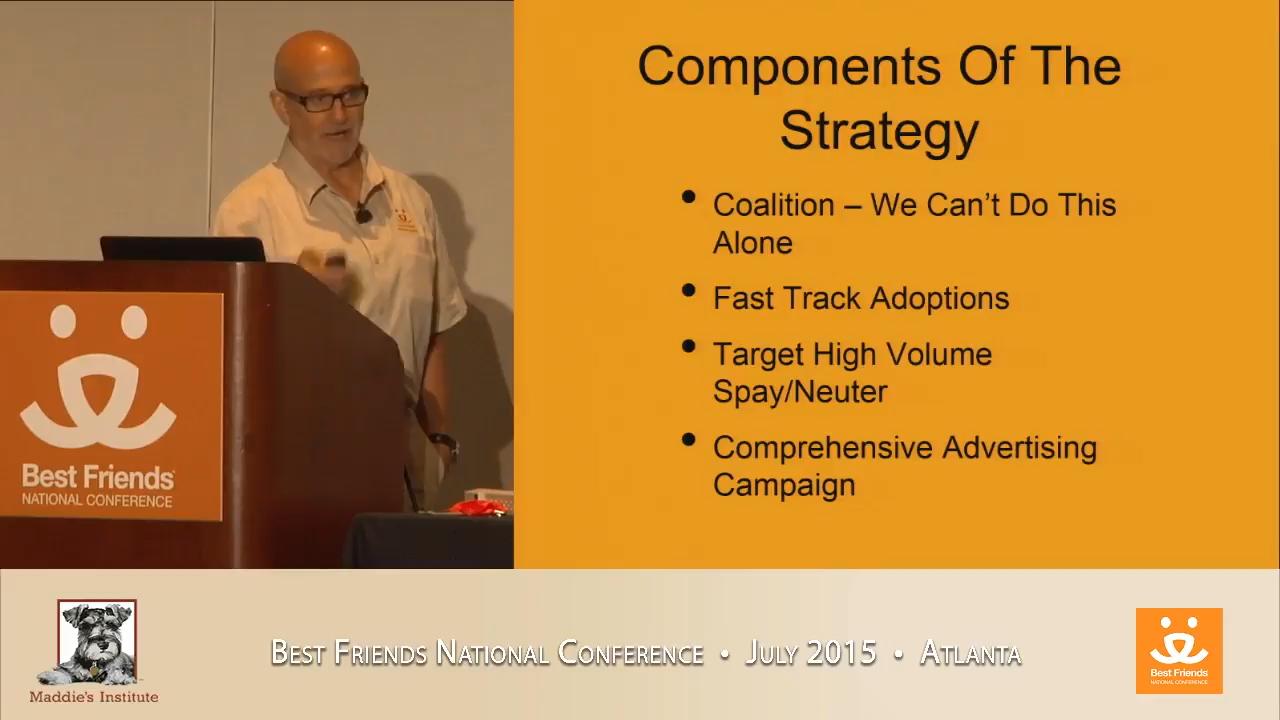 Components Of The
Strategy
• Coalition – We Can't Do This
Alone
• Fast Track Adoptions
• Target High Volume
Spay/Neuter
• Comprehensive Advertising
Campaign
Best Friends
NATIONAL CONFERENCE
Maddie's Institute
Best Friends National Conference • July 2015 • Atlanta
Best Friends
NATIONAL CONFERENCE